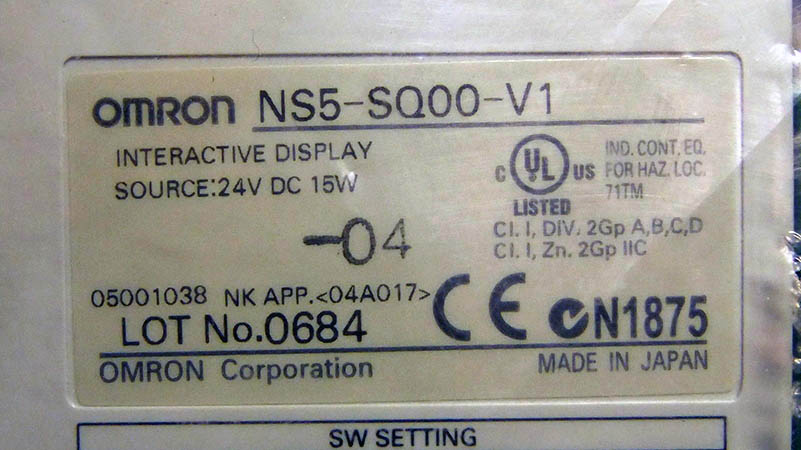 OMRON NS5-SQ00-V1
INTERACTIVE DISPLAY
SOURCE:24V DC 15W
C UL US
LISTED
IND. CONT. EQ.
FOR HAZ. LOC.
71TM
Cl. I, DIV. 2Gp A,B,C,D
Cl. I, Zn. 2Gp IIC
-04
05001038 NK APP.<04A017>
LOT No.0684
CE N1875
OMRON Corporation
MADE IN JAPAN
SW SETTING